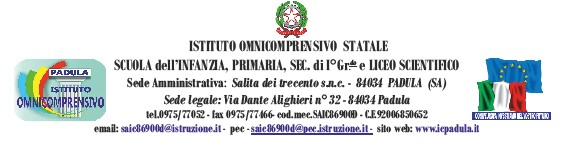 ISTITUTO OMNICOMPRENSIVO STATALE
SCUOLA dell'INFANZIA, PRIMARIA, SEC. di I°Grado e LICEO SCIENTIFICO
Sede Amministrativa: Salita dei trecento s.n.c. - 84034 PADULA (SA)
Sede legale: Via Dante Alighieri n° 32 - 84034 Padula
tel.0975/77052 - fax 0975/77466- cod.mec.SAIC86900D - C.F.92006850652
email: saic86900d@istruzione.it - pec - saic86900d@pec.istruzione.it - sito web: www.icpadula.it
PADULA
ISTITUTO
OMNICOMPRENSIVO